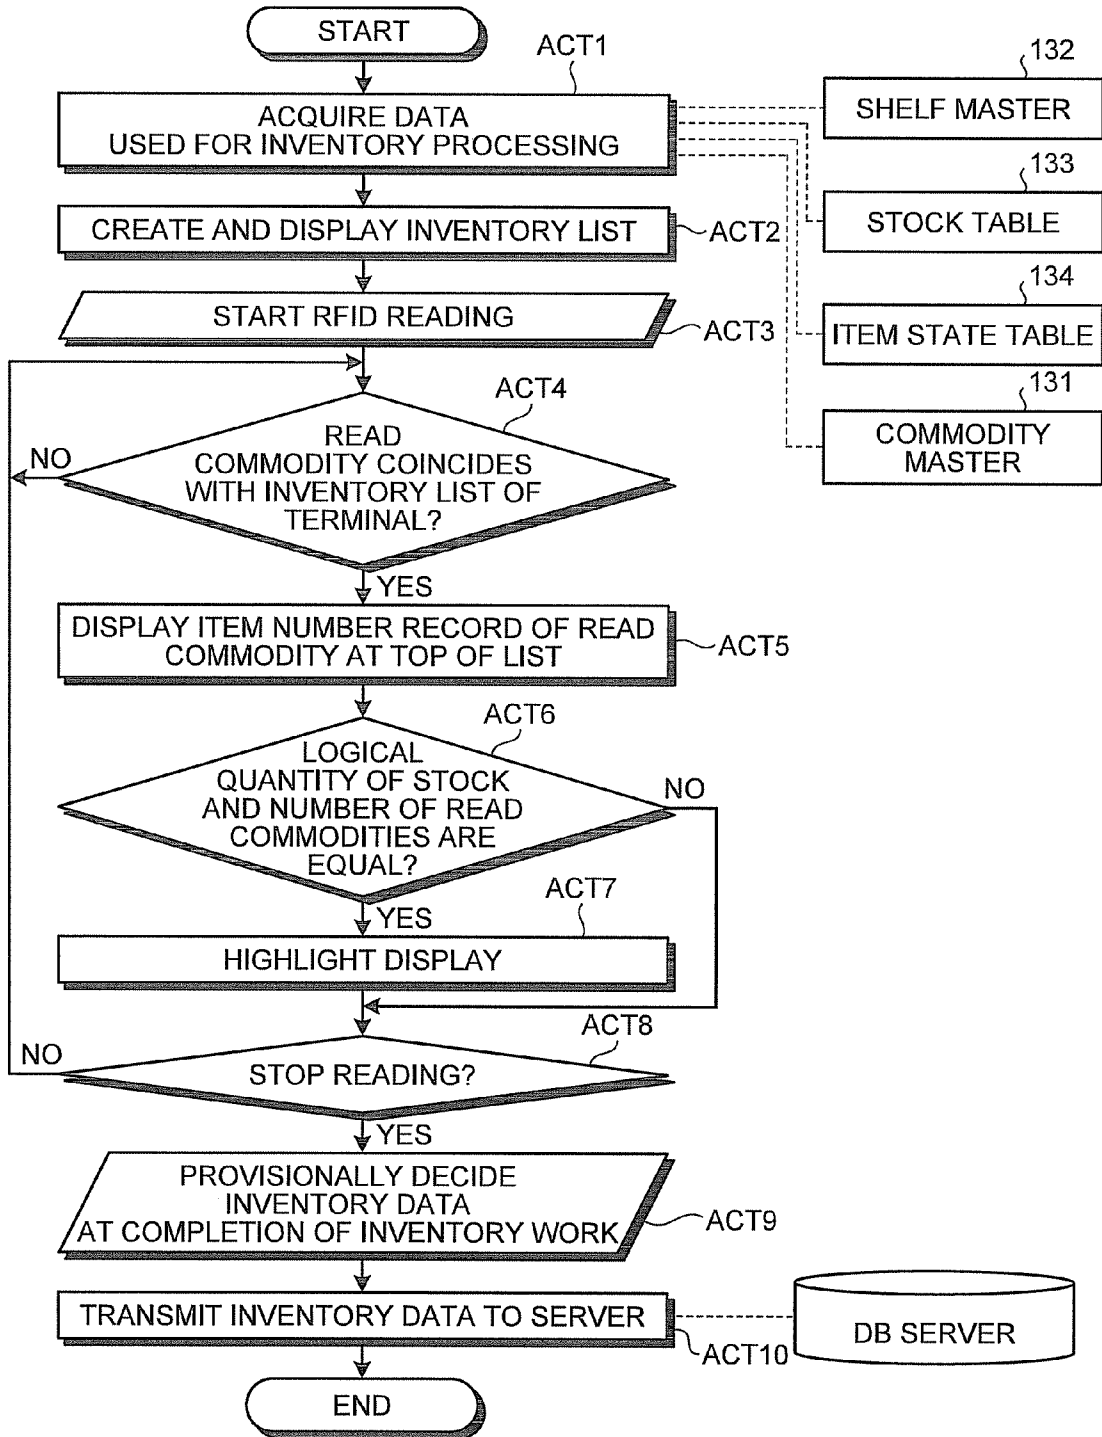 START
ACT1
ACQUIRE DATA
USED FOR INVENTORY PROCESSING
132
SHELF MASTER
133
STOCK TABLE
134
ITEM STATE TABLE
131
COMMODITY
MASTER
CREATE AND DISPLAY INVENTORY LIST
ACT2
START RFID READING
ACT3
ACT4
READ
COMMODITY COINCIDES
WITH INVENTORY LIST OF
TERMINAL?
NO
YES
DISPLAY ITEM NUMBER RECORD OF READ
COMMODITY AT TOP OF LIST
ACT5
ACT6
LOGICAL
QUANTITY OF STOCK
AND NUMBER OF READ
COMMODITIES ARE
EQUAL?
NO
YES
ACT7
HIGHLIGHT DISPLAY
ACT8
STOP READING?
NO
YES
PROVISIONALLY DECIDE
INVENTORY DATA
AT COMPLETION OF INVENTORY WORK
ACT9
TRANSMIT INVENTORY DATA TO SERVER
ACT10
DB SERVER
END